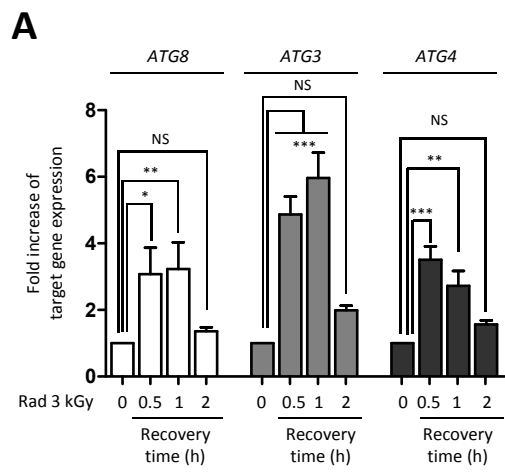 A
ATG8 ATG3 ATG4
Fold increase of
target gene expression
8
6
4
2
0
NS
**
*
NS
***
NS
**
***
Rad 3 kGy 0 0.5 1 2 0 0.5 1 2 0 0.5 1 2
Recovery Recovery Recovery
time (h) time (h) time (h)